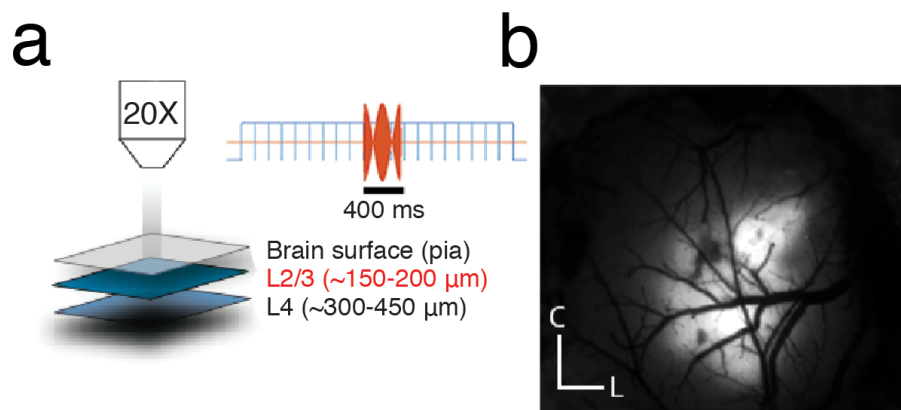 a
b
20X
400 ms
Brain surface (pia)
L2/3 (~150-200 µm)
L4 (~300-450 µm)
C
L